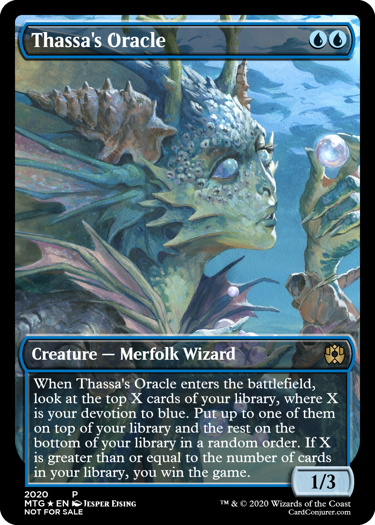 Thassa's Oracle
Creature — Merfolk Wizard
When Thassa's Oracle enters the battlefield,
look at the top X cards of your library, where X
is your devotion to blue. Put up to one of them
on top of your library and the rest on the
bottom of your library in a random order. If X
is greater than or equal to the number of cards
in your library, you win the game.
1/3
2020 P
MTG ★ EN Jesper Eising
NOT FOR SALE
™ & © 2020 Wizards of the Coast
CardConjurer.com